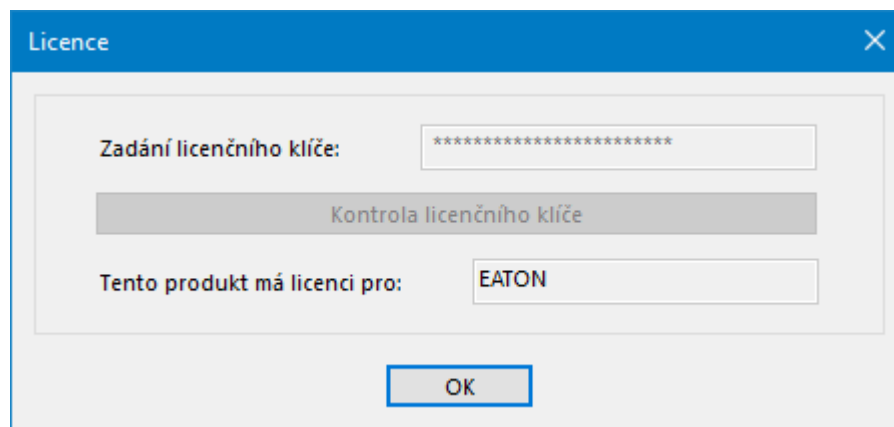 Licence
Zadání licenčního klíče: ************************
Kontrola licenčního klíče
Tento produkt má licenci pro: EATON
OK